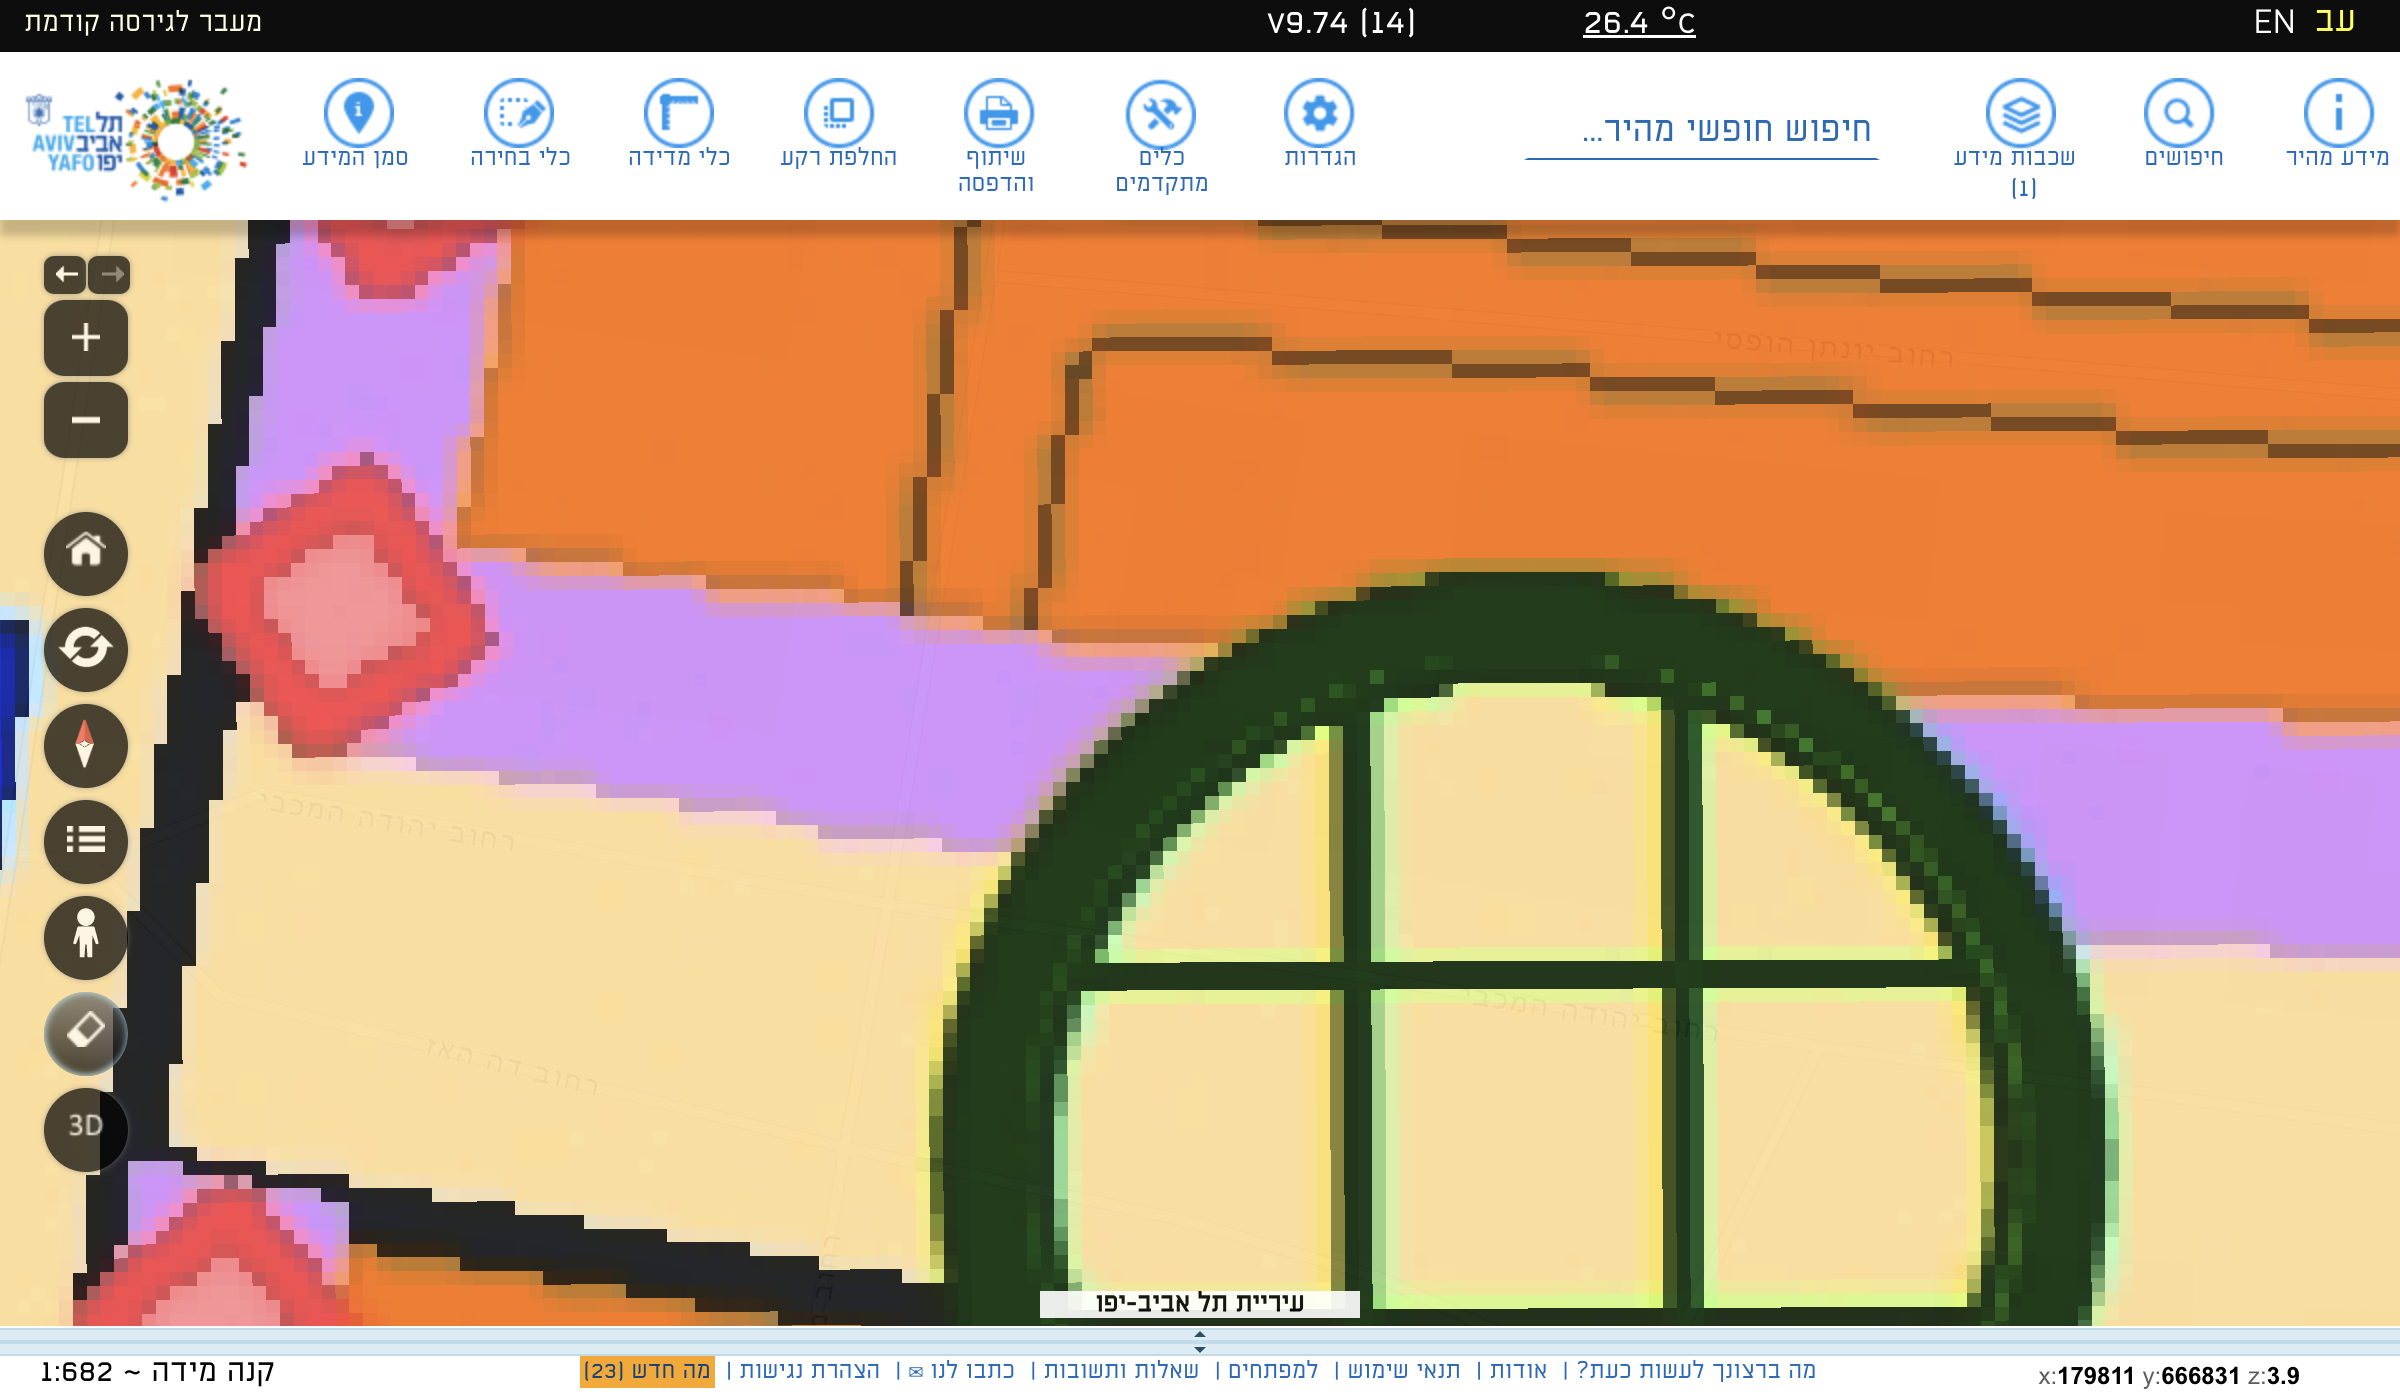 מעבר לגירסה קודמת
V9.74 (14)
26.4 °C
EN עב
תל אביב יפו
TEL AVIV YAFO
סמן המידע
כלי בחירה
כלי מדידה
החלפת רקע
שיתוף והדפסה
כלים מתקדמים
הגדרות
חיפוש חופשי מהיר...
שכבות מידע (1)
חיפושים
מידע מהיר
רחוב יונתן הופסי
רחוב יהודה המכבי
רחוב יהודה המכבי
רחוב דה האז
3D
עיריית תל אביב-יפו
קנה מידה ~ 1:682
מה ברצונך לעשות כעת? | אודות | תנאי שימוש | למפתחים | שאלות ותשובות | כתבו לנו ✉ | הצהרת נגישות | מה חדש (23)
x:179811 y:666831 z:3.9